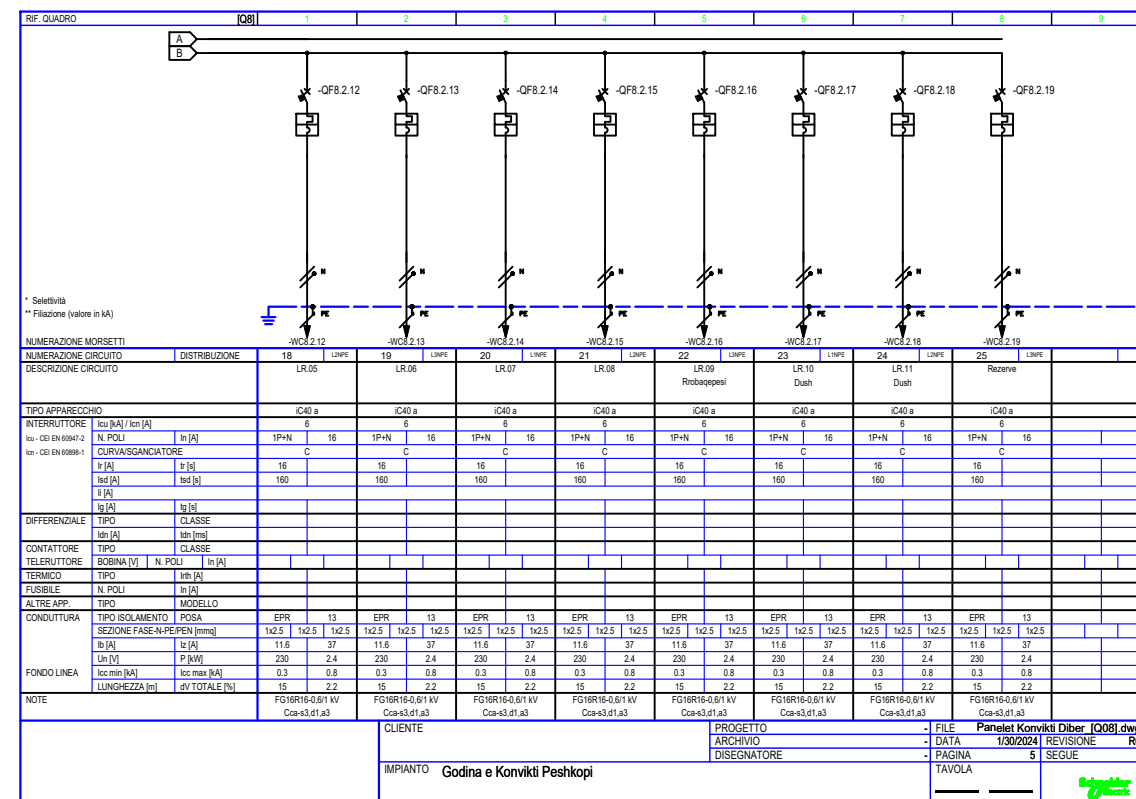 RIF. QUADRO [Q8] 1 2 3 4 5 6 7 8 9
A
B
-QF8.2.12 -QF8.2.13 -QF8.2.14 -QF8.2.15 -QF8.2.16 -QF8.2.17 -QF8.2.18 -QF8.2.19
N N N N N N N N
* Selettività
** Filiazione (valore in kA)
PE PE PE PE PE PE PE PE
NUMERAZIONE MORSETTI -WC8.2.12 -WC8.2.13 -WC8.2.14 -WC8.2.15 -WC8.2.16 -WC8.2.17 -WC8.2.18 -WC8.2.19
NUMERAZIONE CIRCUITO DISTRIBUZIONE 18 L2NPE 19 L3NPE 20 L1NPE 21 L2NPE 22 L3NPE 23 L1NPE 24 L2NPE 25 L3NPE
DESCRIZIONE CIRCUITO LR.05 LR.06 LR.07 LR.08 LR.09 LR.10 LR.11 Rezerve
Rrobaqepesi Dush Dush
TIPO APPARECCHIO iC40 a iC40 a iC40 a iC40 a iC40 a iC40 a iC40 a iC40 a
INTERRUTTORE Icu [kA] / Icn [A] 6 6 6 6 6 6 6 6
Icu - CEI EN 60947-2 N. POLI In [A] 1P+N 16 1P+N 16 1P+N 16 1P+N 16 1P+N 16 1P+N 16 1P+N 16 1P+N 16
Icn - CEI EN 60898-1 CURVA/SGANCIATORE C C C C C C C C
Ir [A] tr [s] 16 16 16 16 16 16 16 16
Isd [A] tsd [s] 160 160 160 160 160 160 160 160
Ii [A]
Ig [A] tg [s]
DIFFERENZIALE TIPO CLASSE
Idn [A] tdn [ms]
CONTATTORE TIPO CLASSE
TELERUTTORE BOBINA [V] N. POLI In [A]
TERMICO TIPO Irth [A]
FUSIBILE N. POLI In [A]
ALTRE APP. TIPO MODELLO
CONDUTTURA TIPO ISOLAMENTO POSA EPR 13 EPR 13 EPR 13 EPR 13 EPR 13 EPR 13 EPR 13 EPR 13
SEZIONE FASE-N-PE/PEN [mmq] 1x2.5 1x2.5 1x2.5 1x2.5 1x2.5 1x2.5 1x2.5 1x2.5 1x2.5 1x2.5 1x2.5 1x2.5 1x2.5 1x2.5 1x2.5 1x2.5 1x2.5 1x2.5 1x2.5 1x2.5 1x2.5 1x2.5 1x2.5 1x2.5
Ib [A] Iz [A] 11.6 37 11.6 37 11.6 37 11.6 37 11.6 37 11.6 37 11.6 37 11.6 37
Un [V] P [kW] 230 2.4 230 2.4 230 2.4 230 2.4 230 2.4 230 2.4 230 2.4 230 2.4
FONDO LINEA Icc min [kA] Icc max [kA] 0.3 0.8 0.3 0.8 0.3 0.8 0.3 0.8 0.3 0.8 0.3 0.8 0.3 0.8 0.3 0.8
LUNGHEZZA [m] dV TOTALE [%] 15 2.2 15 2.2 15 2.2 15 2.2 15 2.2 15 2.2 15 2.2 15 2.2
NOTE FG16R16-0,6/1 kV FG16R16-0,6/1 kV FG16R16-0,6/1 kV FG16R16-0,6/1 kV FG16R16-0,6/1 kV FG16R16-0,6/1 kV FG16R16-0,6/1 kV FG16R16-0,6/1 kV
Cca-s3,d1,a3 Cca-s3,d1,a3 Cca-s3,d1,a3 Cca-s3,d1,a3 Cca-s3,d1,a3 Cca-s3,d1,a3 Cca-s3,d1,a3 Cca-s3,d1,a3
CLIENTE PROGETTO - FILE Panelet Konvikti Diber_[Q08].dw
ARCHIVIO - DATA 1/30/2024 REVISIONE
DISEGNATORE - PAGINA 5 SEGUE
IMPIANTO Godina e Konvikti Peshkopi TAVOLA
Schneider
Electric